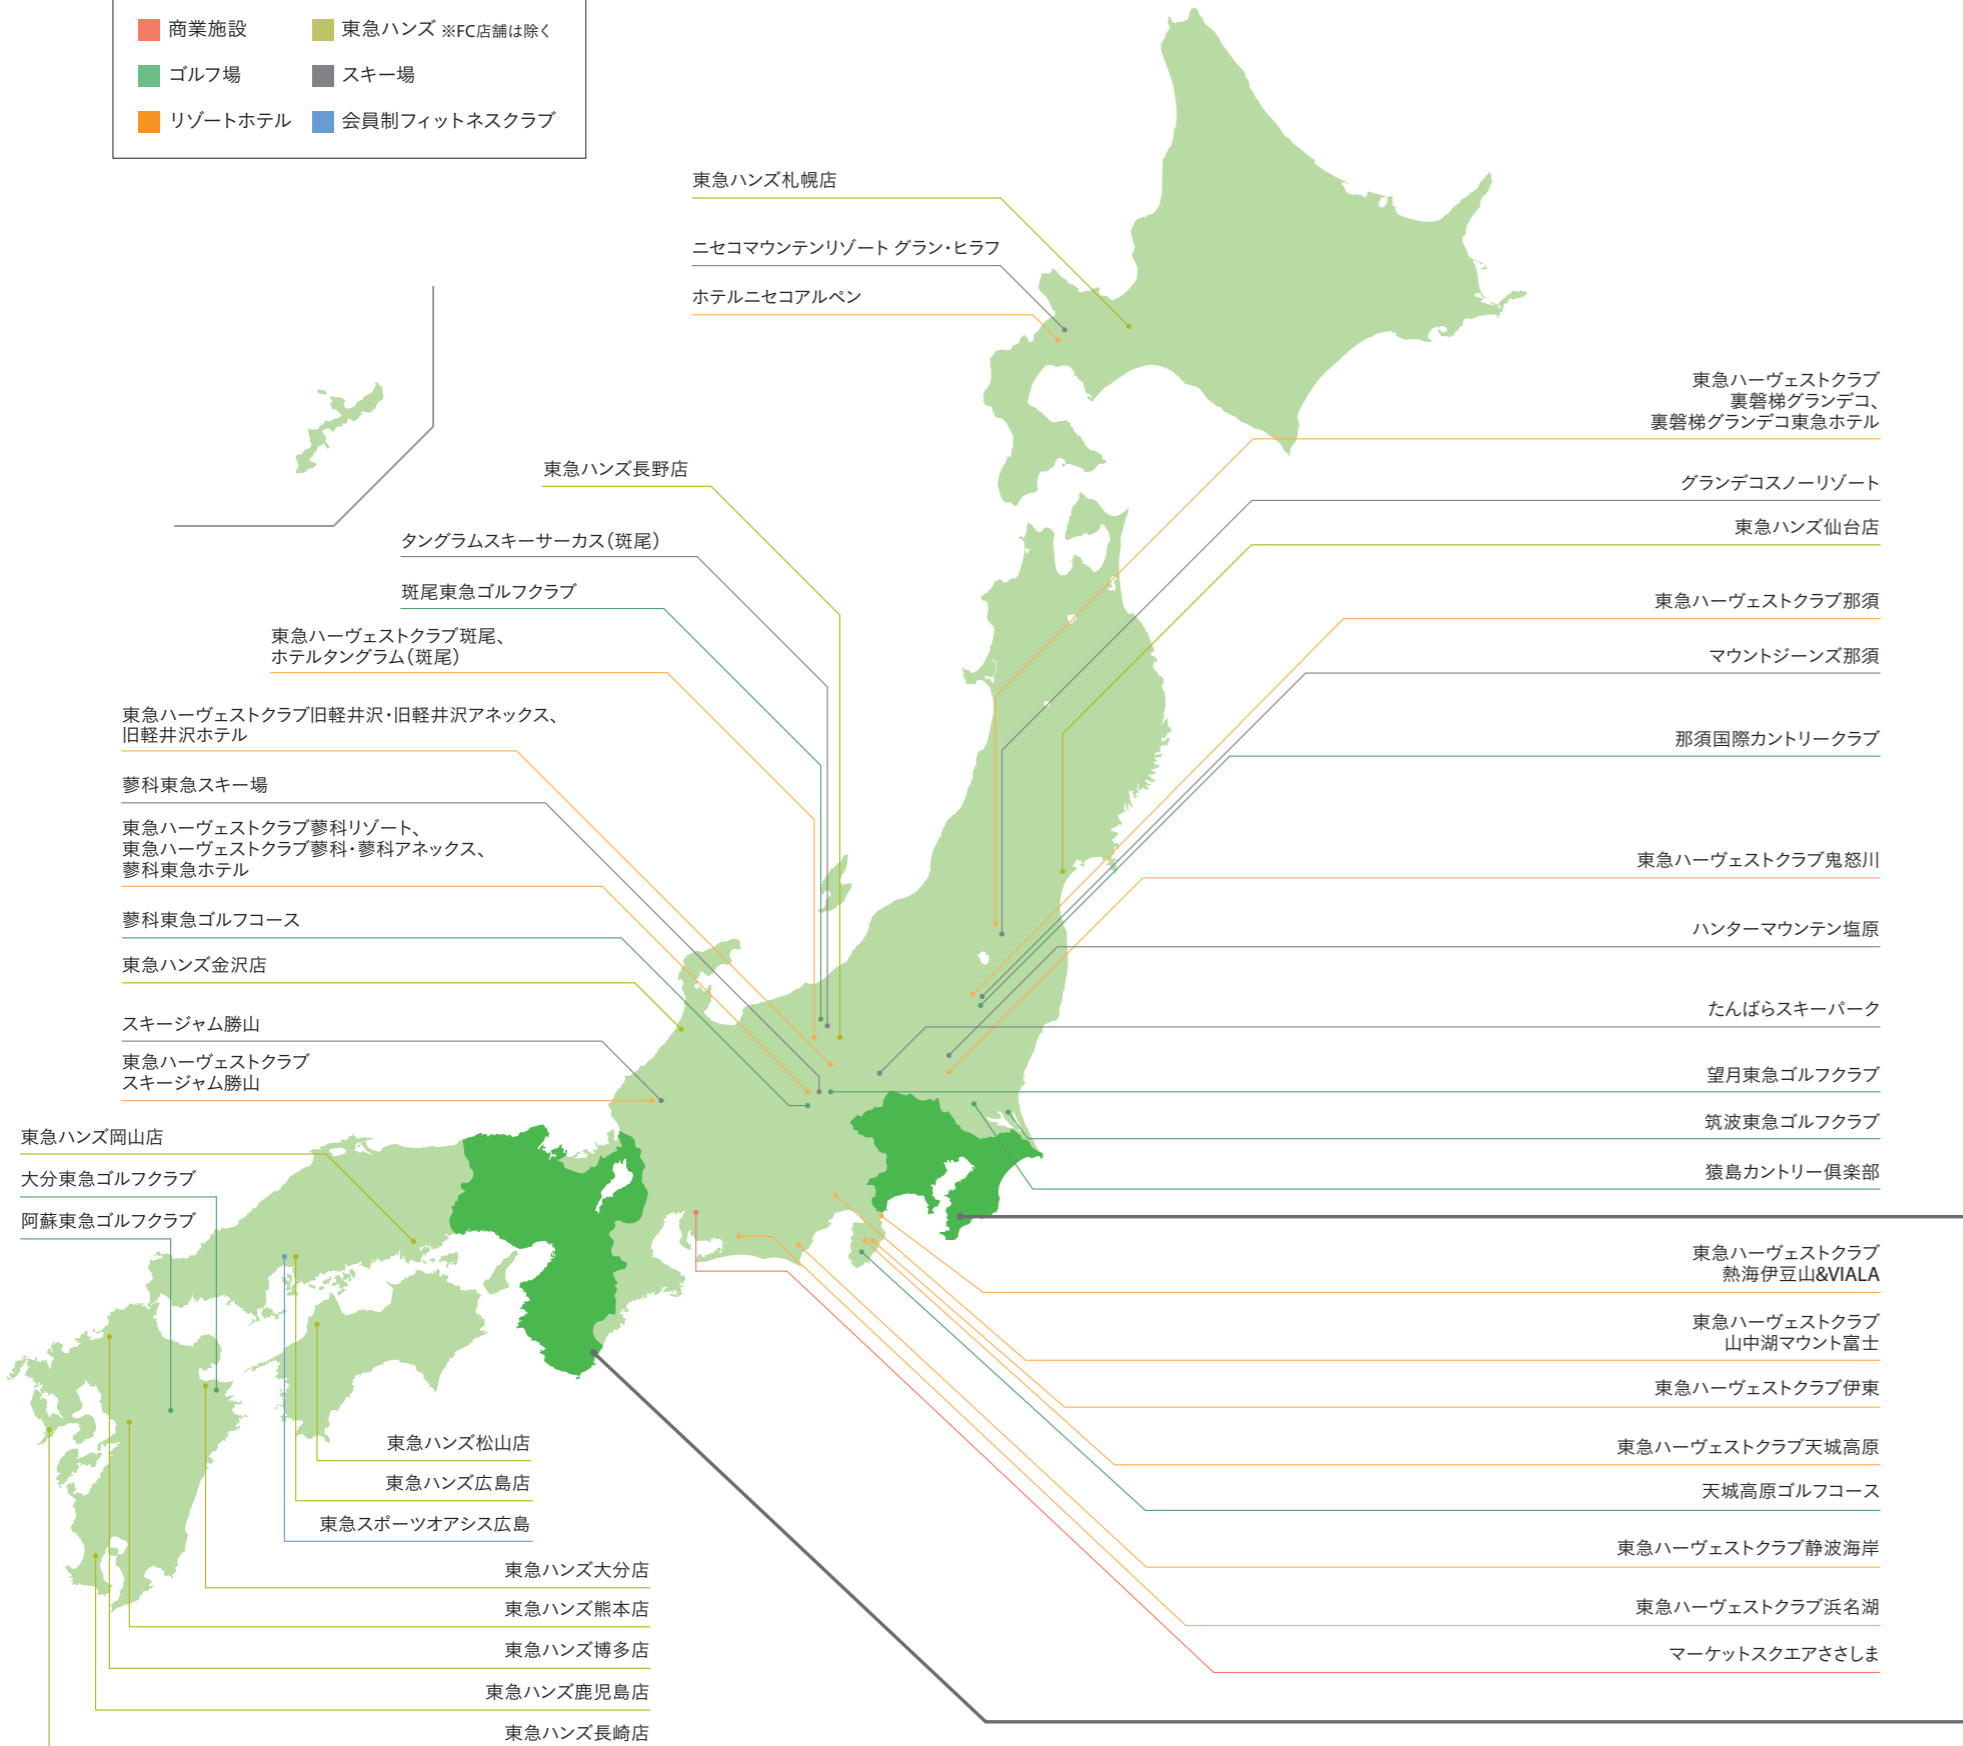 商業施設
東急ハンズ ※FC店舗は除く
ゴルフ場
スキー場
リゾートホテル
会員制フィットネスクラブ
東急ハンズ札幌店
ニセコマウンテンリゾート グラン・ヒラフ
ホテルニセコアルペン
東急ハンズ長野店
タングラムスキーサーカス(斑尾)
斑尾東急ゴルフクラブ
東急ハーヴェストクラブ斑尾、
ホテルタングラム(斑尾)
東急ハーヴェストクラブ旧軽井沢・旧軽井沢アネックス、
旧軽井沢ホテル
蓼科東急スキー場
東急ハーヴェストクラブ蓼科リゾート、
東急ハーヴェストクラブ蓼科・蓼科アネックス、
蓼科東急ホテル
蓼科東急ゴルフコース
東急ハンズ金沢店
スキージャム勝山
東急ハーヴェストクラブ
スキージャム勝山
東急ハンズ岡山店
大分東急ゴルフクラブ
阿蘇東急ゴルフクラブ
東急ハンズ松山店
東急ハンズ広島店
東急スポーツオアシス広島
東急ハンズ大分店
東急ハンズ熊本店
東急ハンズ博多店
東急ハンズ鹿児島店
東急ハンズ長崎店
東急ハーヴェストクラブ
裏磐梯グランデコ、
裏磐梯グランデコ東急ホテル
グランデコスノーリゾート
東急ハンズ仙台店
東急ハーヴェストクラブ那須
マウントジーンズ那須
那須国際カントリークラブ
東急ハーヴェストクラブ鬼怒川
ハンターマウンテン塩原
たんばらスキーパーク
望月東急ゴルフクラブ
筑波東急ゴルフクラブ
猿島カントリー倶楽部
東急ハーヴェストクラブ
熱海伊豆山&VIALA
東急ハーヴェストクラブ
山中湖マウント富士
東急ハーヴェストクラブ伊東
東急ハーヴェストクラブ天城高原
天城高原ゴルフコース
東急ハーヴェストクラブ静波海岸
東急ハーヴェストクラブ浜名湖
マーケットスクエアささしま